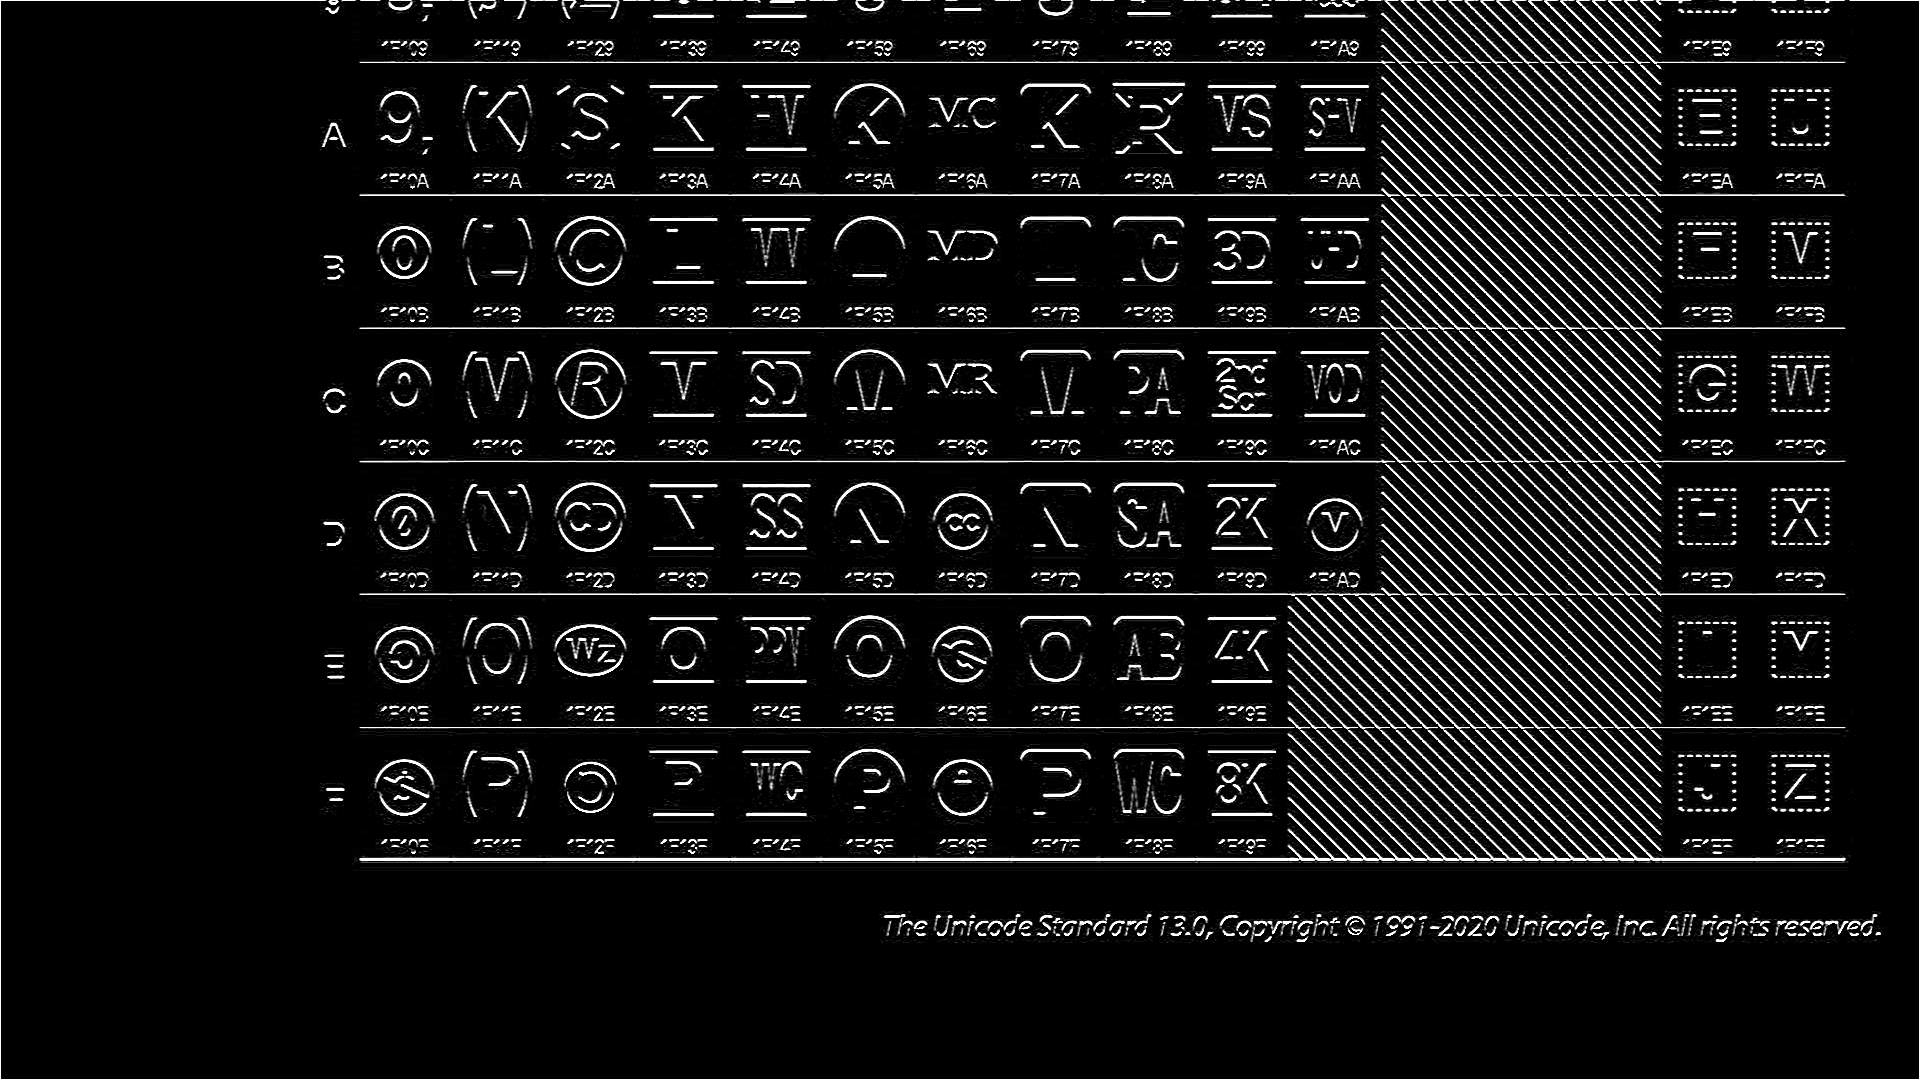 1F109 1F119 1F129 1F139 1F149 1F159 1F169 1F179 1F189 1F199 1F1A9 1F1E9 1F1F9
A 9, (K) 〔S〕 K HV K MC K R VS SHV E U
1F10A 1F11A 1F12A 1F13A 1F14A 1F15A 1F16A 1F17A 1F18A 1F19A 1F1AA 1F1EA 1F1FA
B 0 (L) C L MV L MD L IC 3D UHD F V
1F10B 1F11B 1F12B 1F13B 1F14B 1F15B 1F16B 1F17B 1F18B 1F19B 1F1AB 1F1EB 1F1FB
C 0 (M) R M SD M MR M PA 2nd Scr VOD G W
1F10C 1F11C 1F12C 1F13C 1F14C 1F15C 1F16C 1F17C 1F18C 1F19C 1F1AC 1F1EC 1F1FC
D 0 (N) CD N SS N cc N SA 2K M H X
1F10D 1F11D 1F12D 1F13D 1F14D 1F15D 1F16D 1F17D 1F18D 1F19D 1F1AD 1F1ED 1F1FD
E (O) Wz O PPV O C O AB 4K I Y
1F10E 1F11E 1F12E 1F13E 1F14E 1F15E 1F16E 1F17E 1F18E 1F19E 1F1EE 1F1FE
F $ (P) P WC P P WC 8K J Z
1F10F 1F11F 1F12F 1F13F 1F14F 1F15F 1F16F 1F17F 1F18F 1F19F 1F1EF 1F1FF
The Unicode Standard 13.0, Copyright © 1991-2020 Unicode, Inc. All rights reserved.